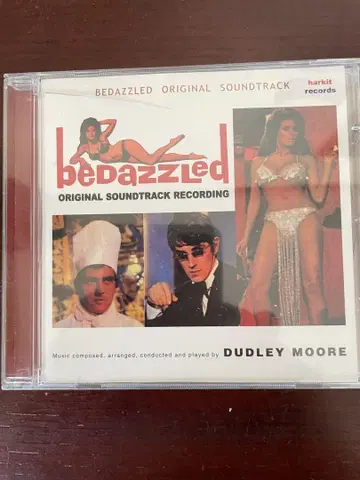 BEDAZZLED ORIGINAL SOUNDTRACK
harkit
records
bedazzled
ORIGINAL SOUNDTRACK RECORDING
Music composed, arranged, conducted and played by DUDLEY MOORE